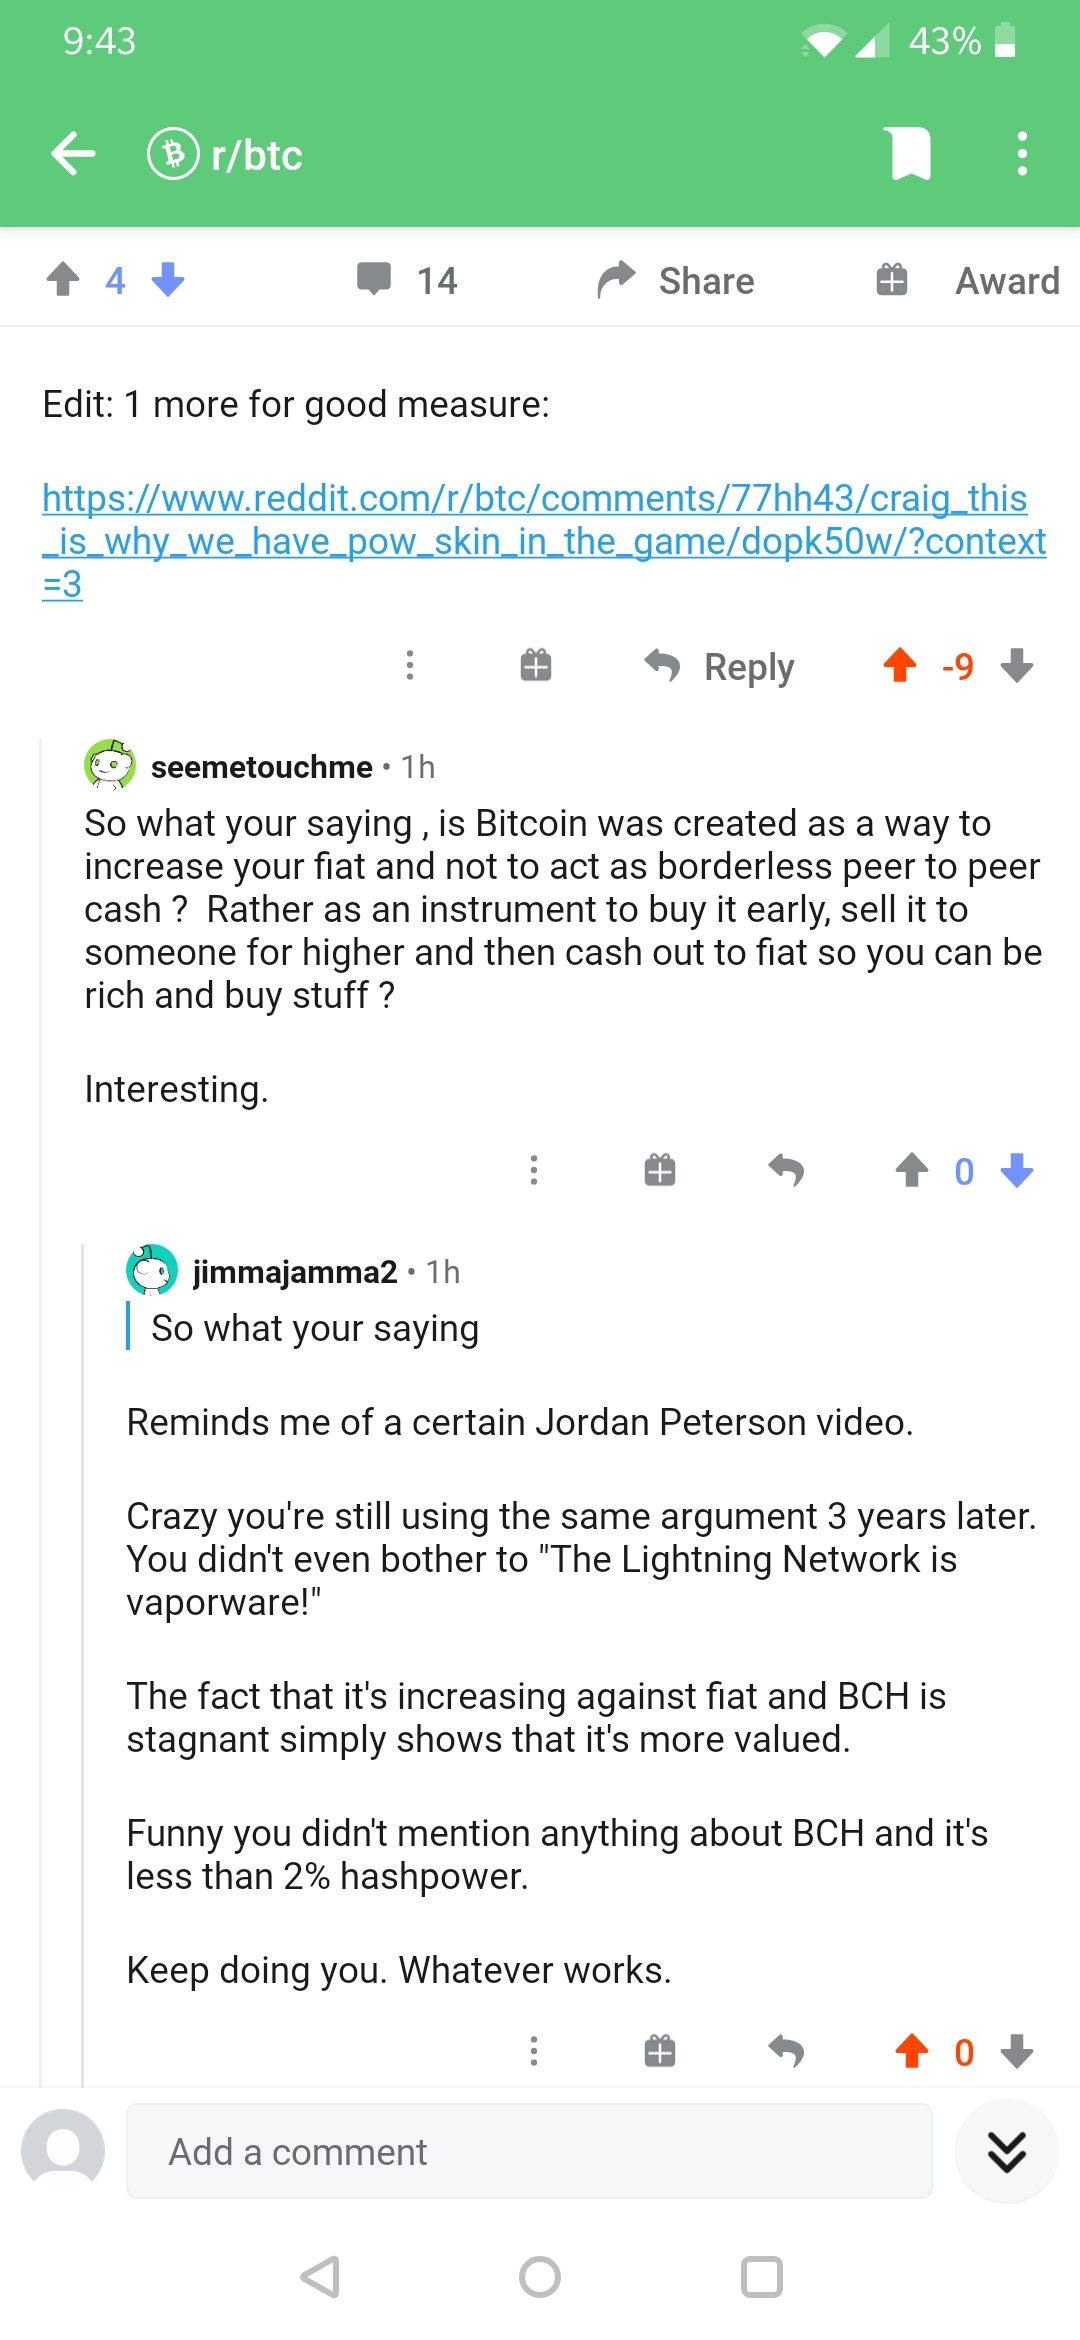 9:43
43%
r/btc
4
14
Share
Award
Edit: 1 more for good measure:
https://www.reddit.com/r/btc/comments/77hh43/craig_this
_is_why_we_have_pow_skin_in_the_game/dopk50w/?context
=3
Reply
-9
seemetouchme • 1h
So what your saying , is Bitcoin was created as a way to
increase your fiat and not to act as borderless peer to peer
cash ?  Rather as an instrument to buy it early, sell it to
someone for higher and then cash out to fiat so you can be
rich and buy stuff ?
Interesting.
0
jimmajamma2 • 1h
So what your saying
Reminds me of a certain Jordan Peterson video.
Crazy you're still using the same argument 3 years later.
You didn't even bother to "The Lightning Network is
vaporware!"
The fact that it's increasing against fiat and BCH is
stagnant simply shows that it's more valued.
Funny you didn't mention anything about BCH and it's
less than 2% hashpower.
Keep doing you. Whatever works.
0
Add a comment